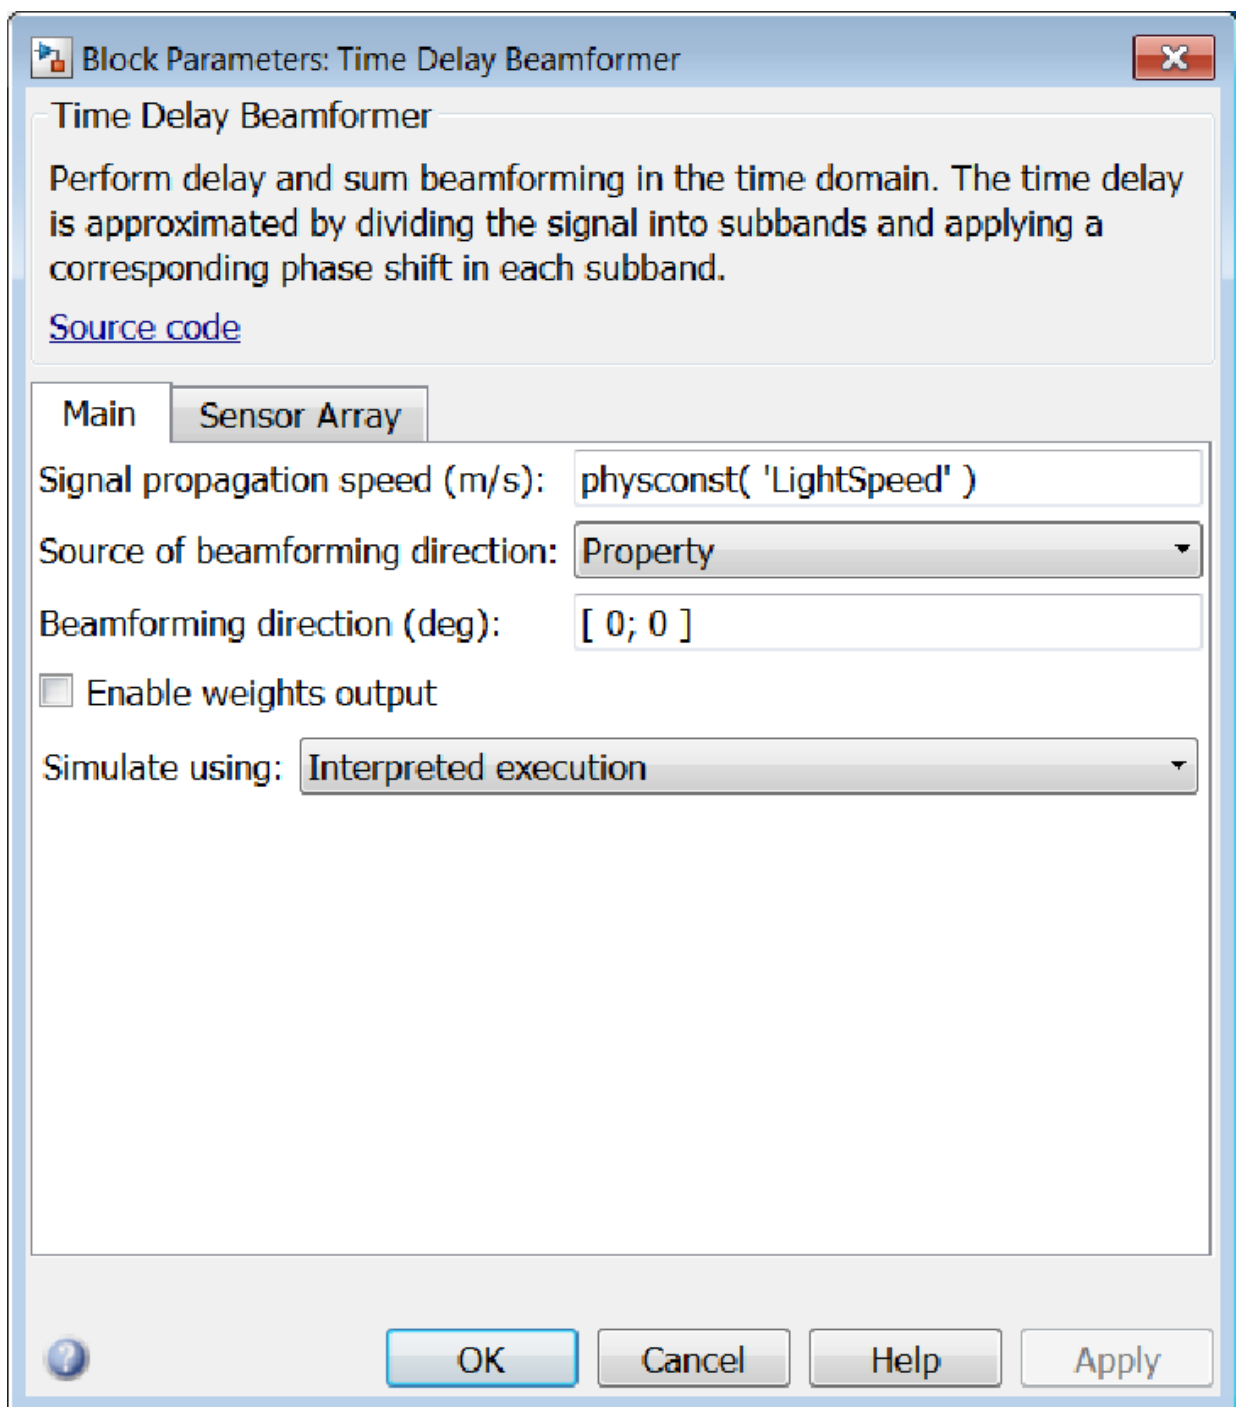 Block Parameters: Time Delay Beamformer
Time Delay Beamformer
Perform delay and sum beamforming in the time domain. The time delay
is approximated by dividing the signal into subbands and applying a
corresponding phase shift in each subband.
Source code
Main Sensor Array
Signal propagation speed (m/s): physconst( 'LightSpeed' )
Source of beamforming direction: Property
Beamforming direction (deg): [ 0; 0 ]
Enable weights output
Simulate using: Interpreted execution
OK Cancel Help Apply